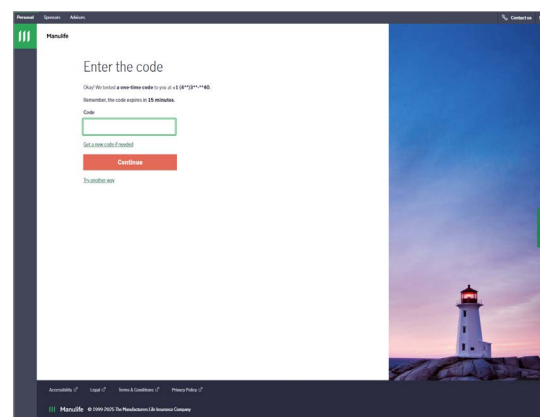 Personal Sponsors Advisors Contact us
Manulife
Enter the code
Okay! We texted a one-time code to you at +1 (6**)3**-**40.
Remember, the code expires in 15 minutes.
Code
Get a new code if needed
Continue
Try another way
Accessibility Legal Terms & Conditions Privacy Policy
Manulife © 1999-2025 The Manufacturers Life Insurance Company